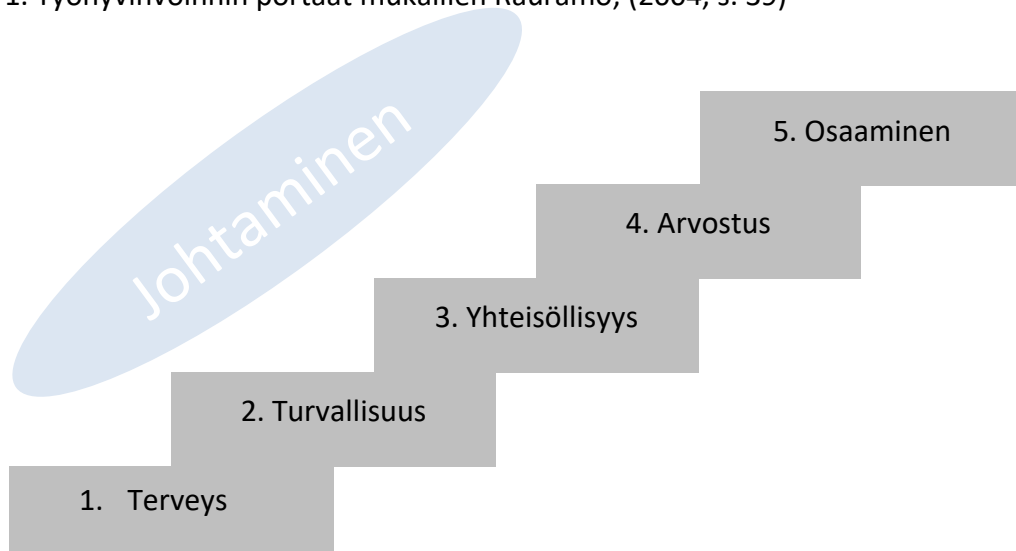 1. Työhyvinvoinnin portaat mukaillen Rauramo, (2004, s. 39)
Johtaminen
5. Osaaminen
4. Arvostus
3. Yhteisöllisyys
2. Turvallisuus
1. Terveys